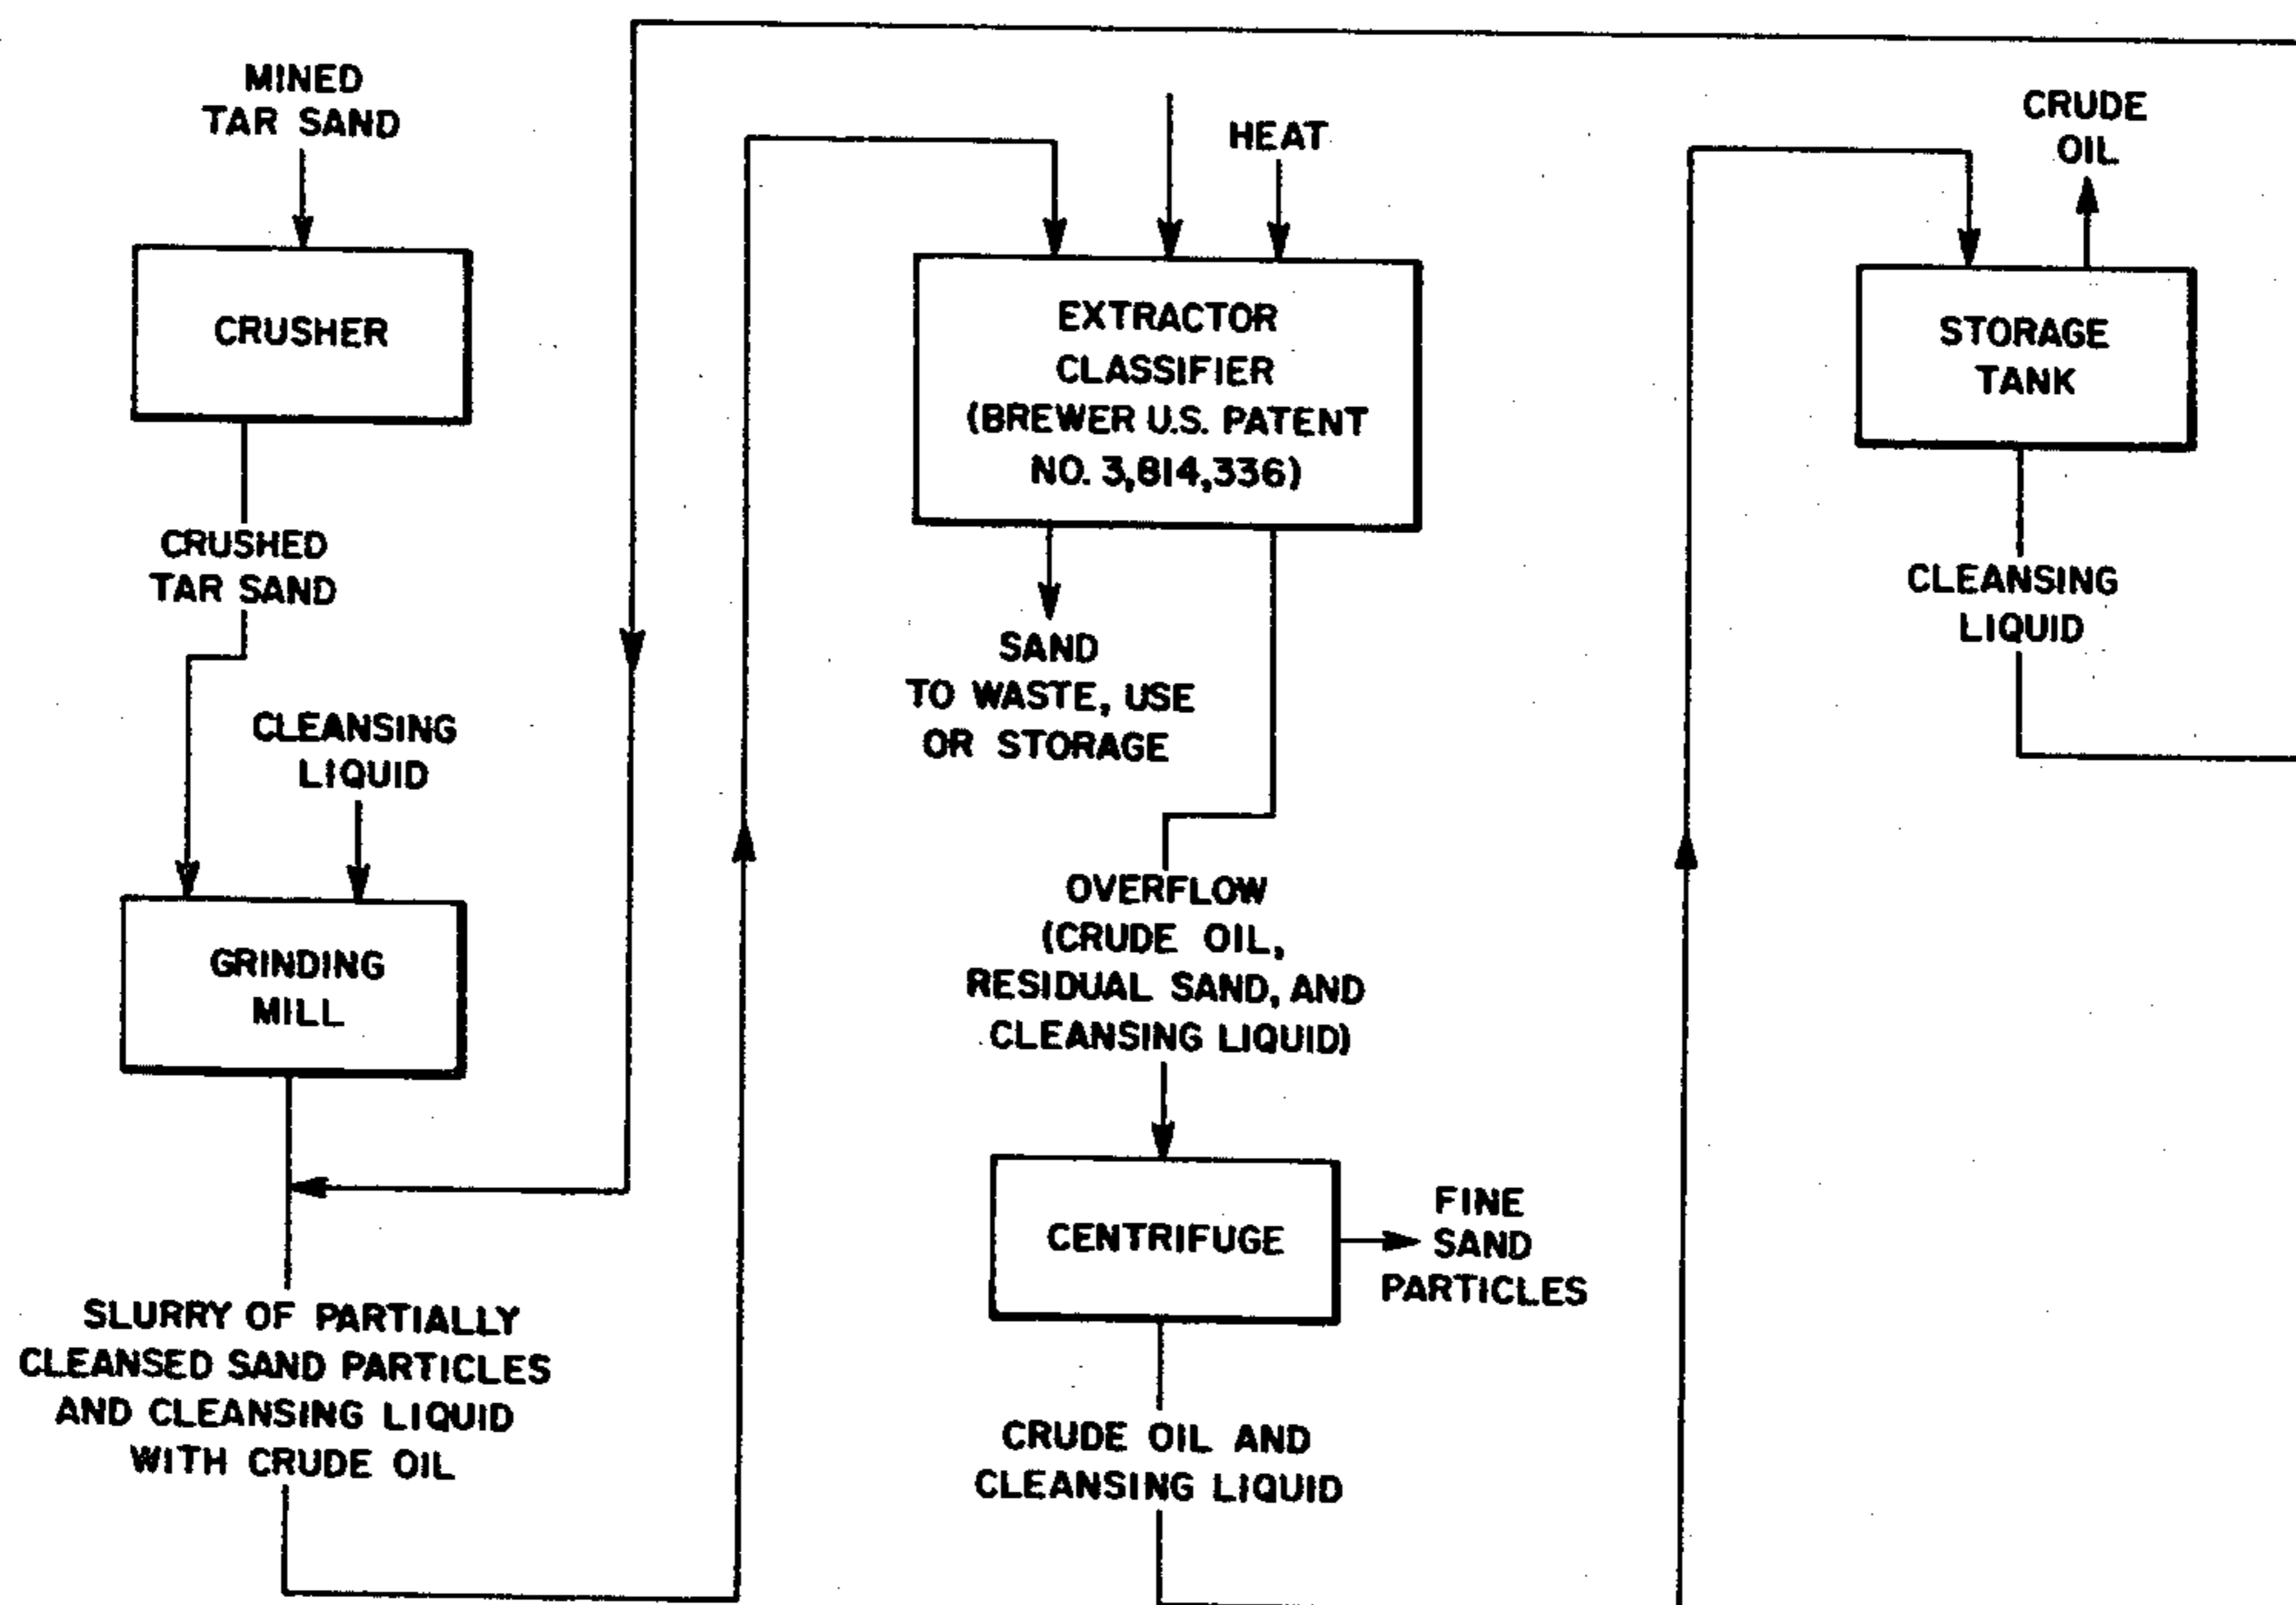 MINED
TAR SAND
CRUSHER
CRUSHED
TAR SAND
CLEANSING
LIQUID
GRINDING
MILL
SLURRY OF PARTIALLY
CLEANSED SAND PARTICLES
AND CLEANSING LIQUID
WITH CRUDE OIL
HEAT
EXTRACTOR
CLASSIFIER
(BREWER U.S. PATENT
NO. 3,814,336)
SAND
TO WASTE, USE
OR STORAGE
OVERFLOW
(CRUDE OIL,
RESIDUAL SAND, AND
CLEANSING LIQUID)
CENTRIFUGE
FINE
SAND
PARTICLES
CRUDE OIL AND
CLEANSING LIQUID
CRUDE
OIL
STORAGE
TANK
CLEANSING
LIQUID